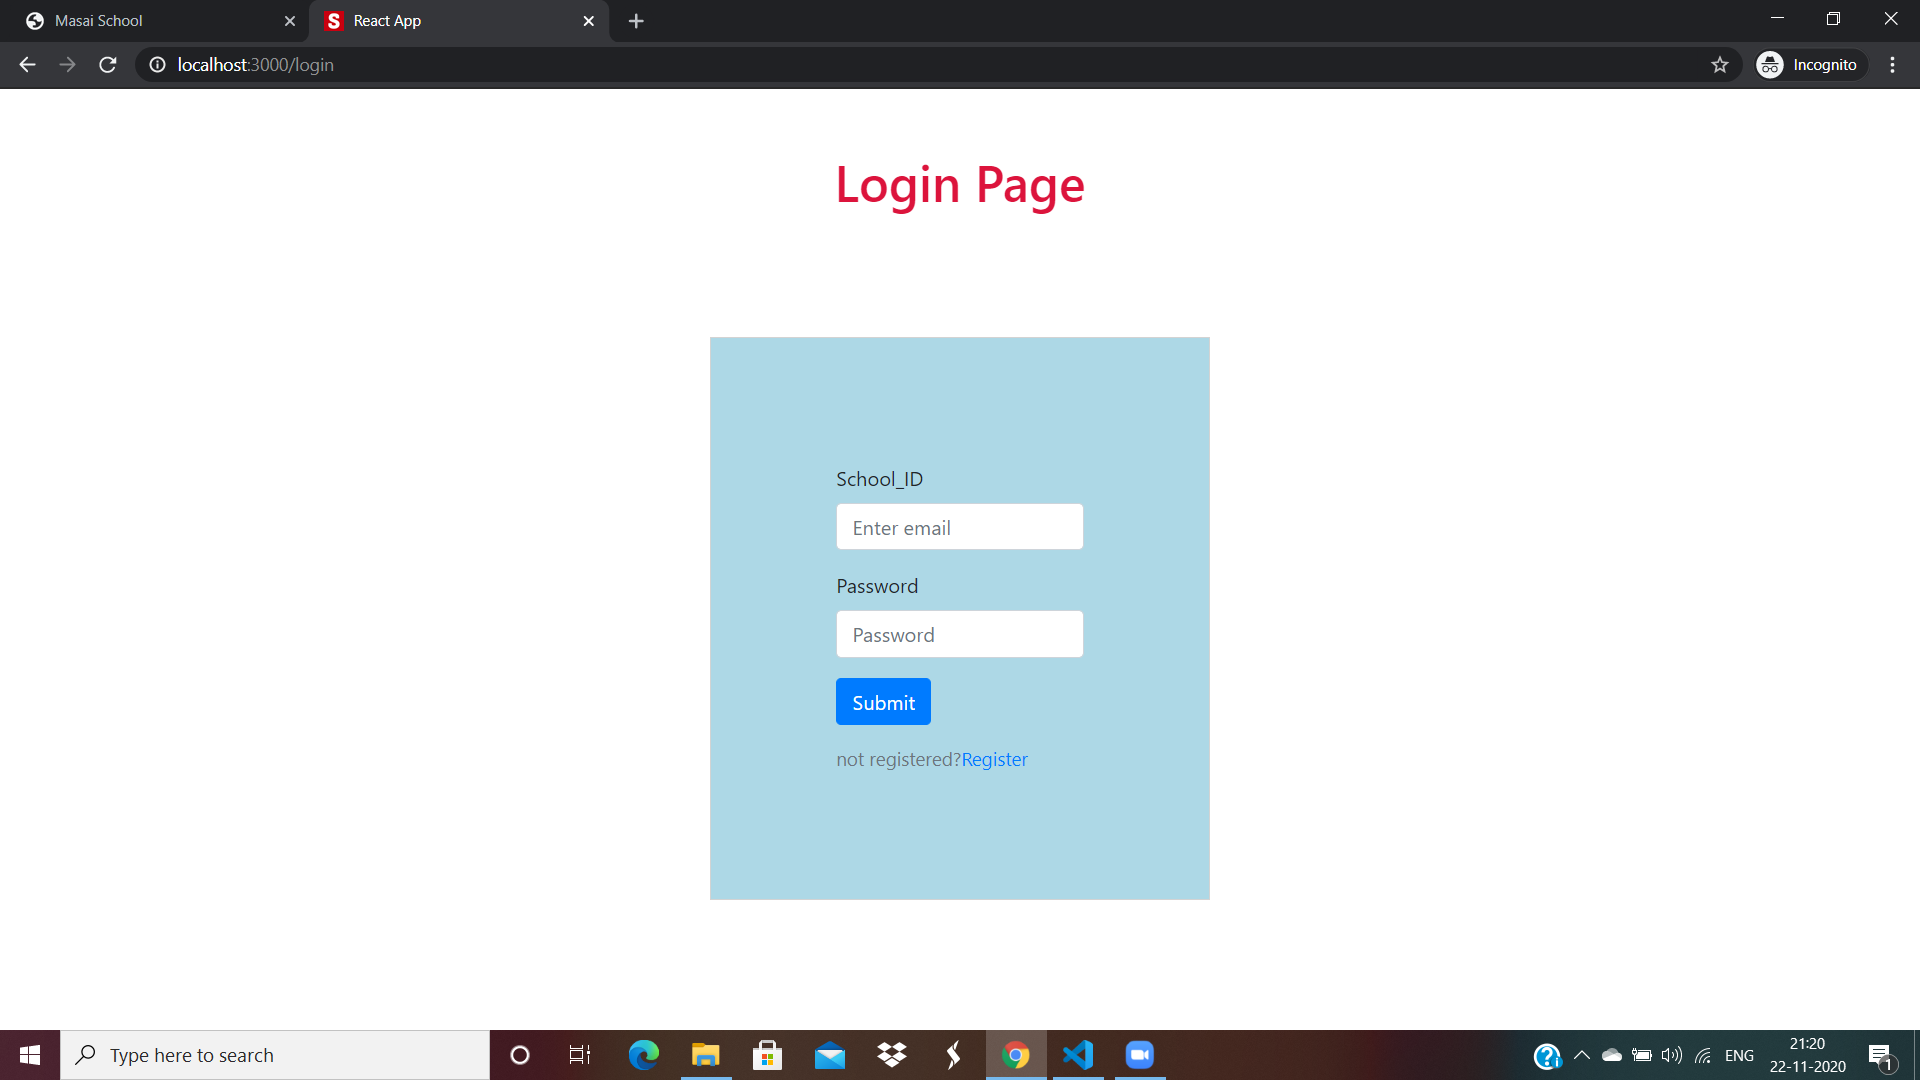 Masai School
S React App
localhost:3000/login
Incognito
Login Page
School_ID
Enter email
Password
Password
Submit
not registered?Register
Type here to search
ENG
21:20
22-11-2020
1